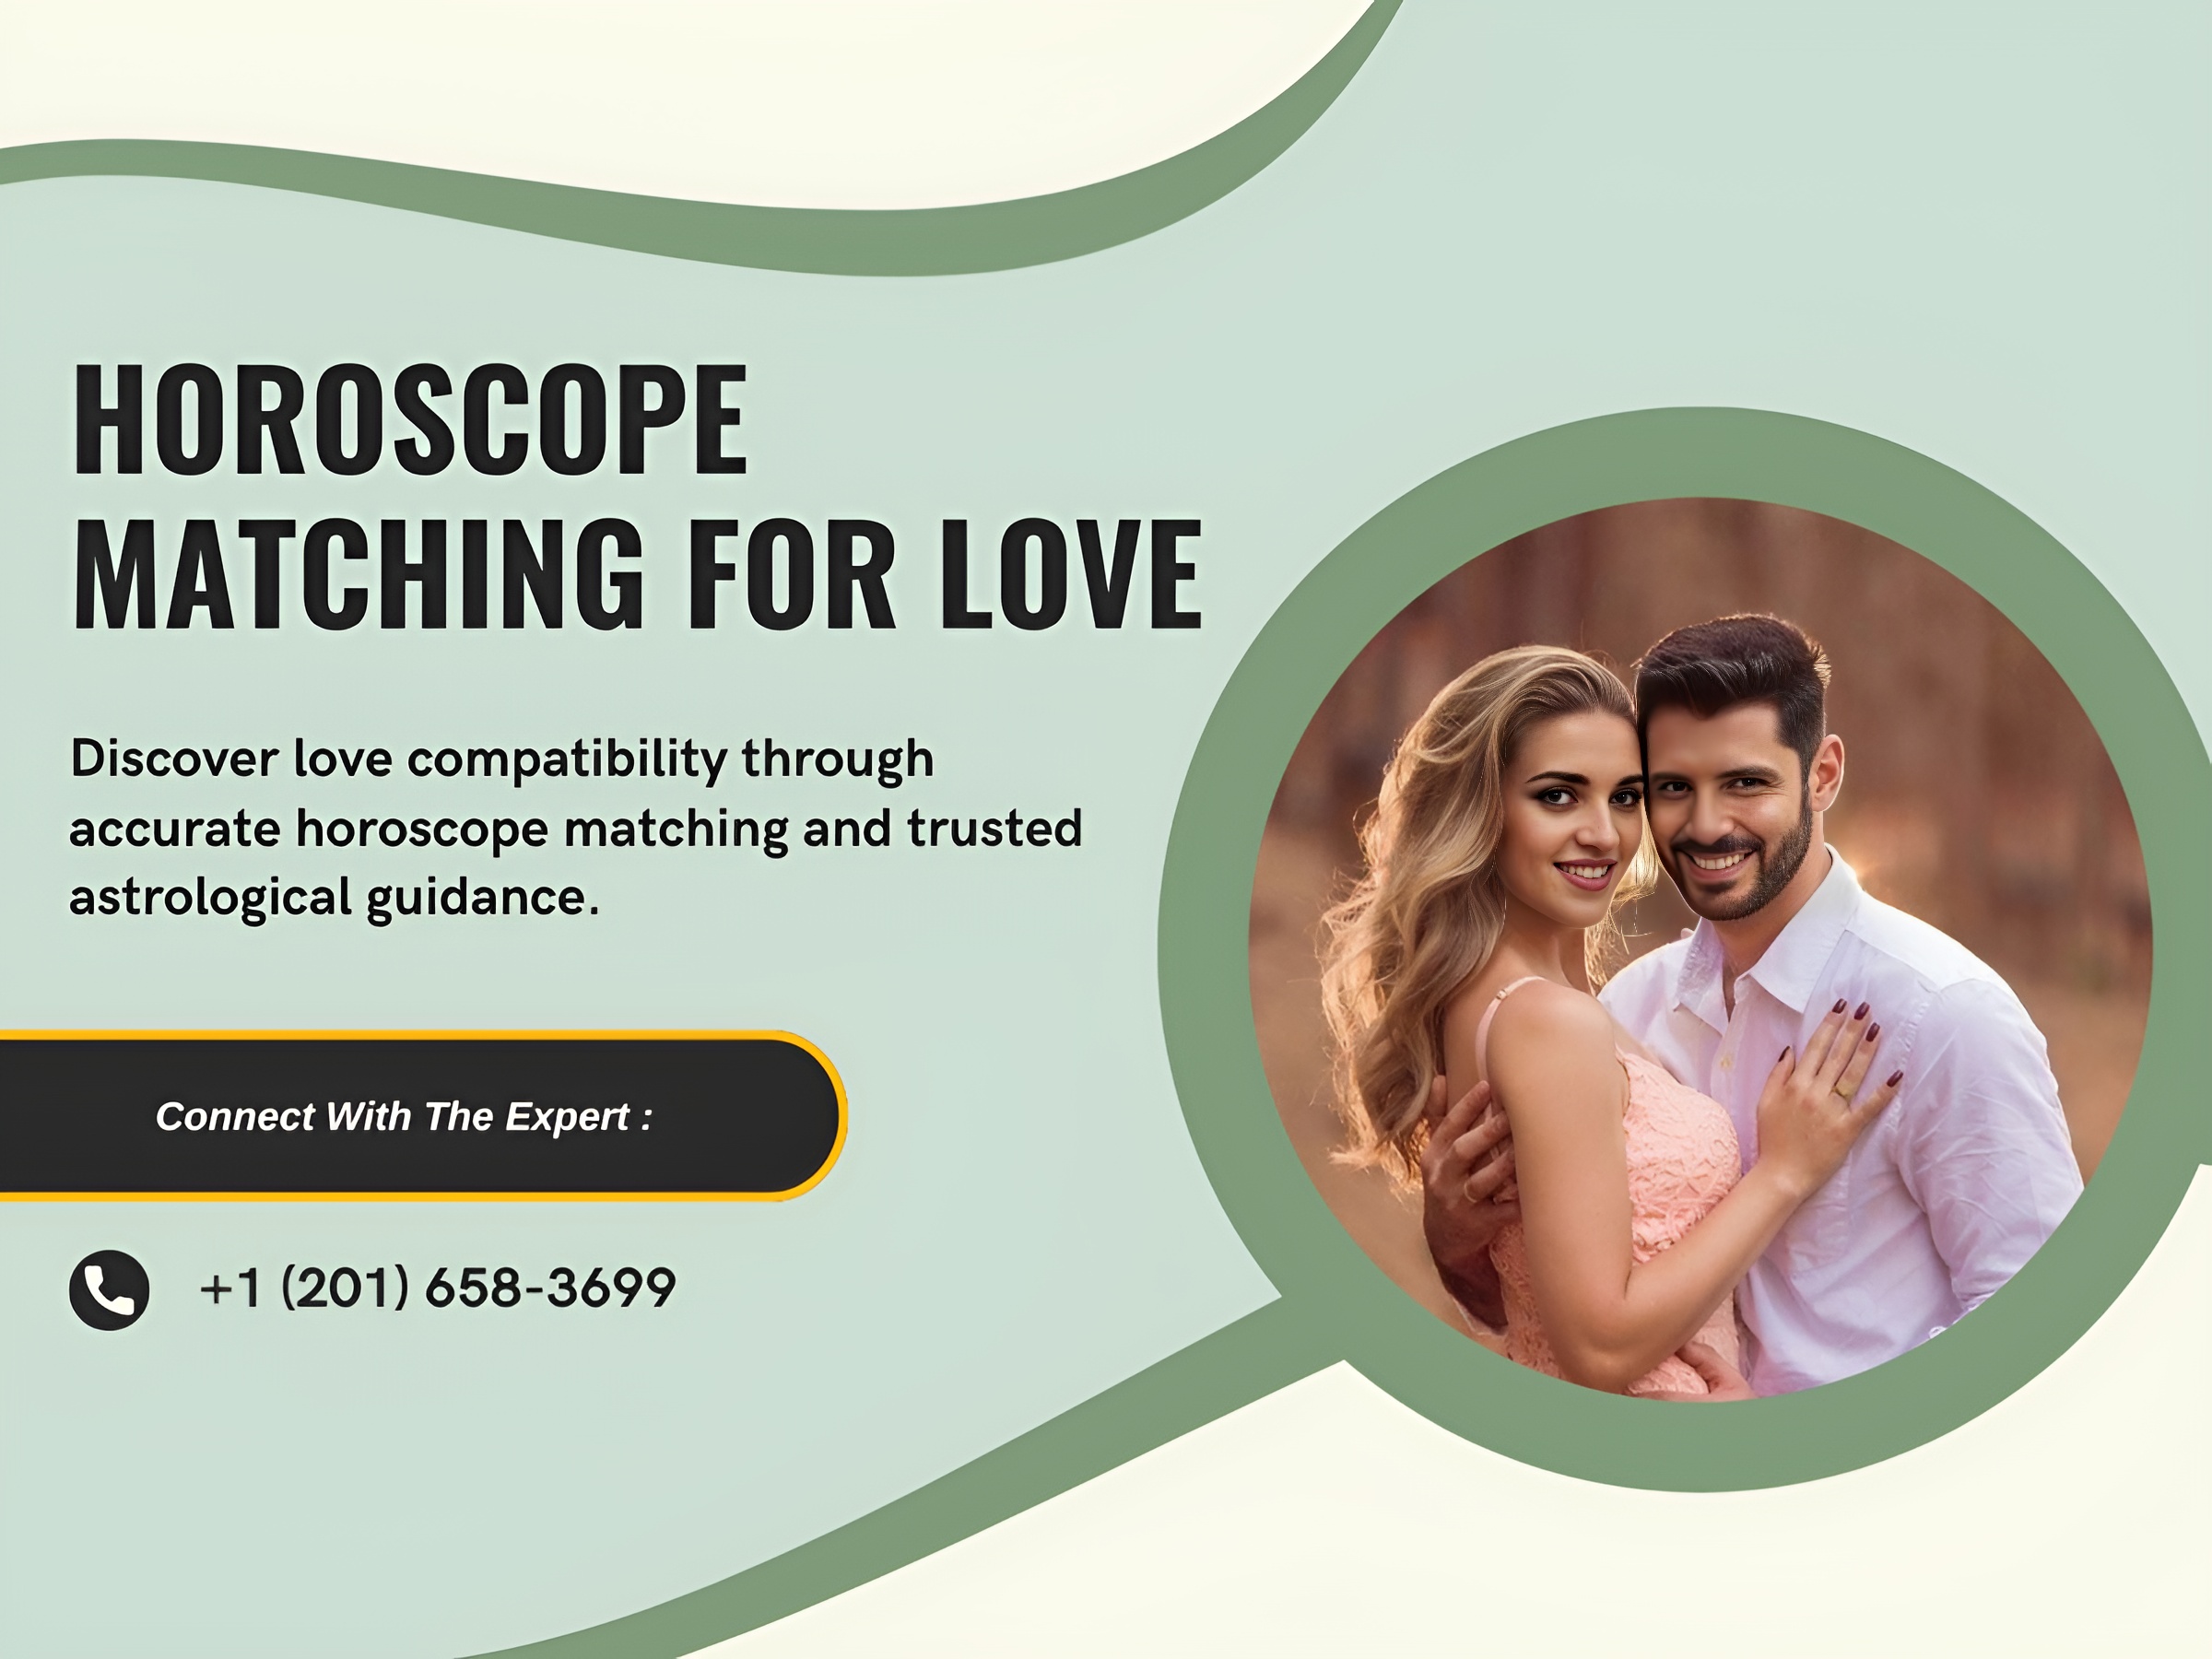 HOROSCOPE
MATCHING FOR LOVE
Discover love compatibility through
accurate horoscope matching and trusted
astrological guidance.
Connect With The Expert :
+1 (201) 658-3699